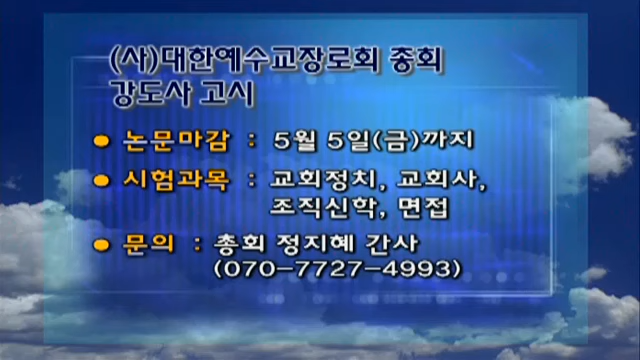 (사)대한예수교장로회 총회
강도사 고시
논문마감 : 5월 5일(금)까지
시험과목 : 교회정치, 교회사,
조직신학, 면접
문의 : 총회 정지혜 간사
(070-7727-4993)